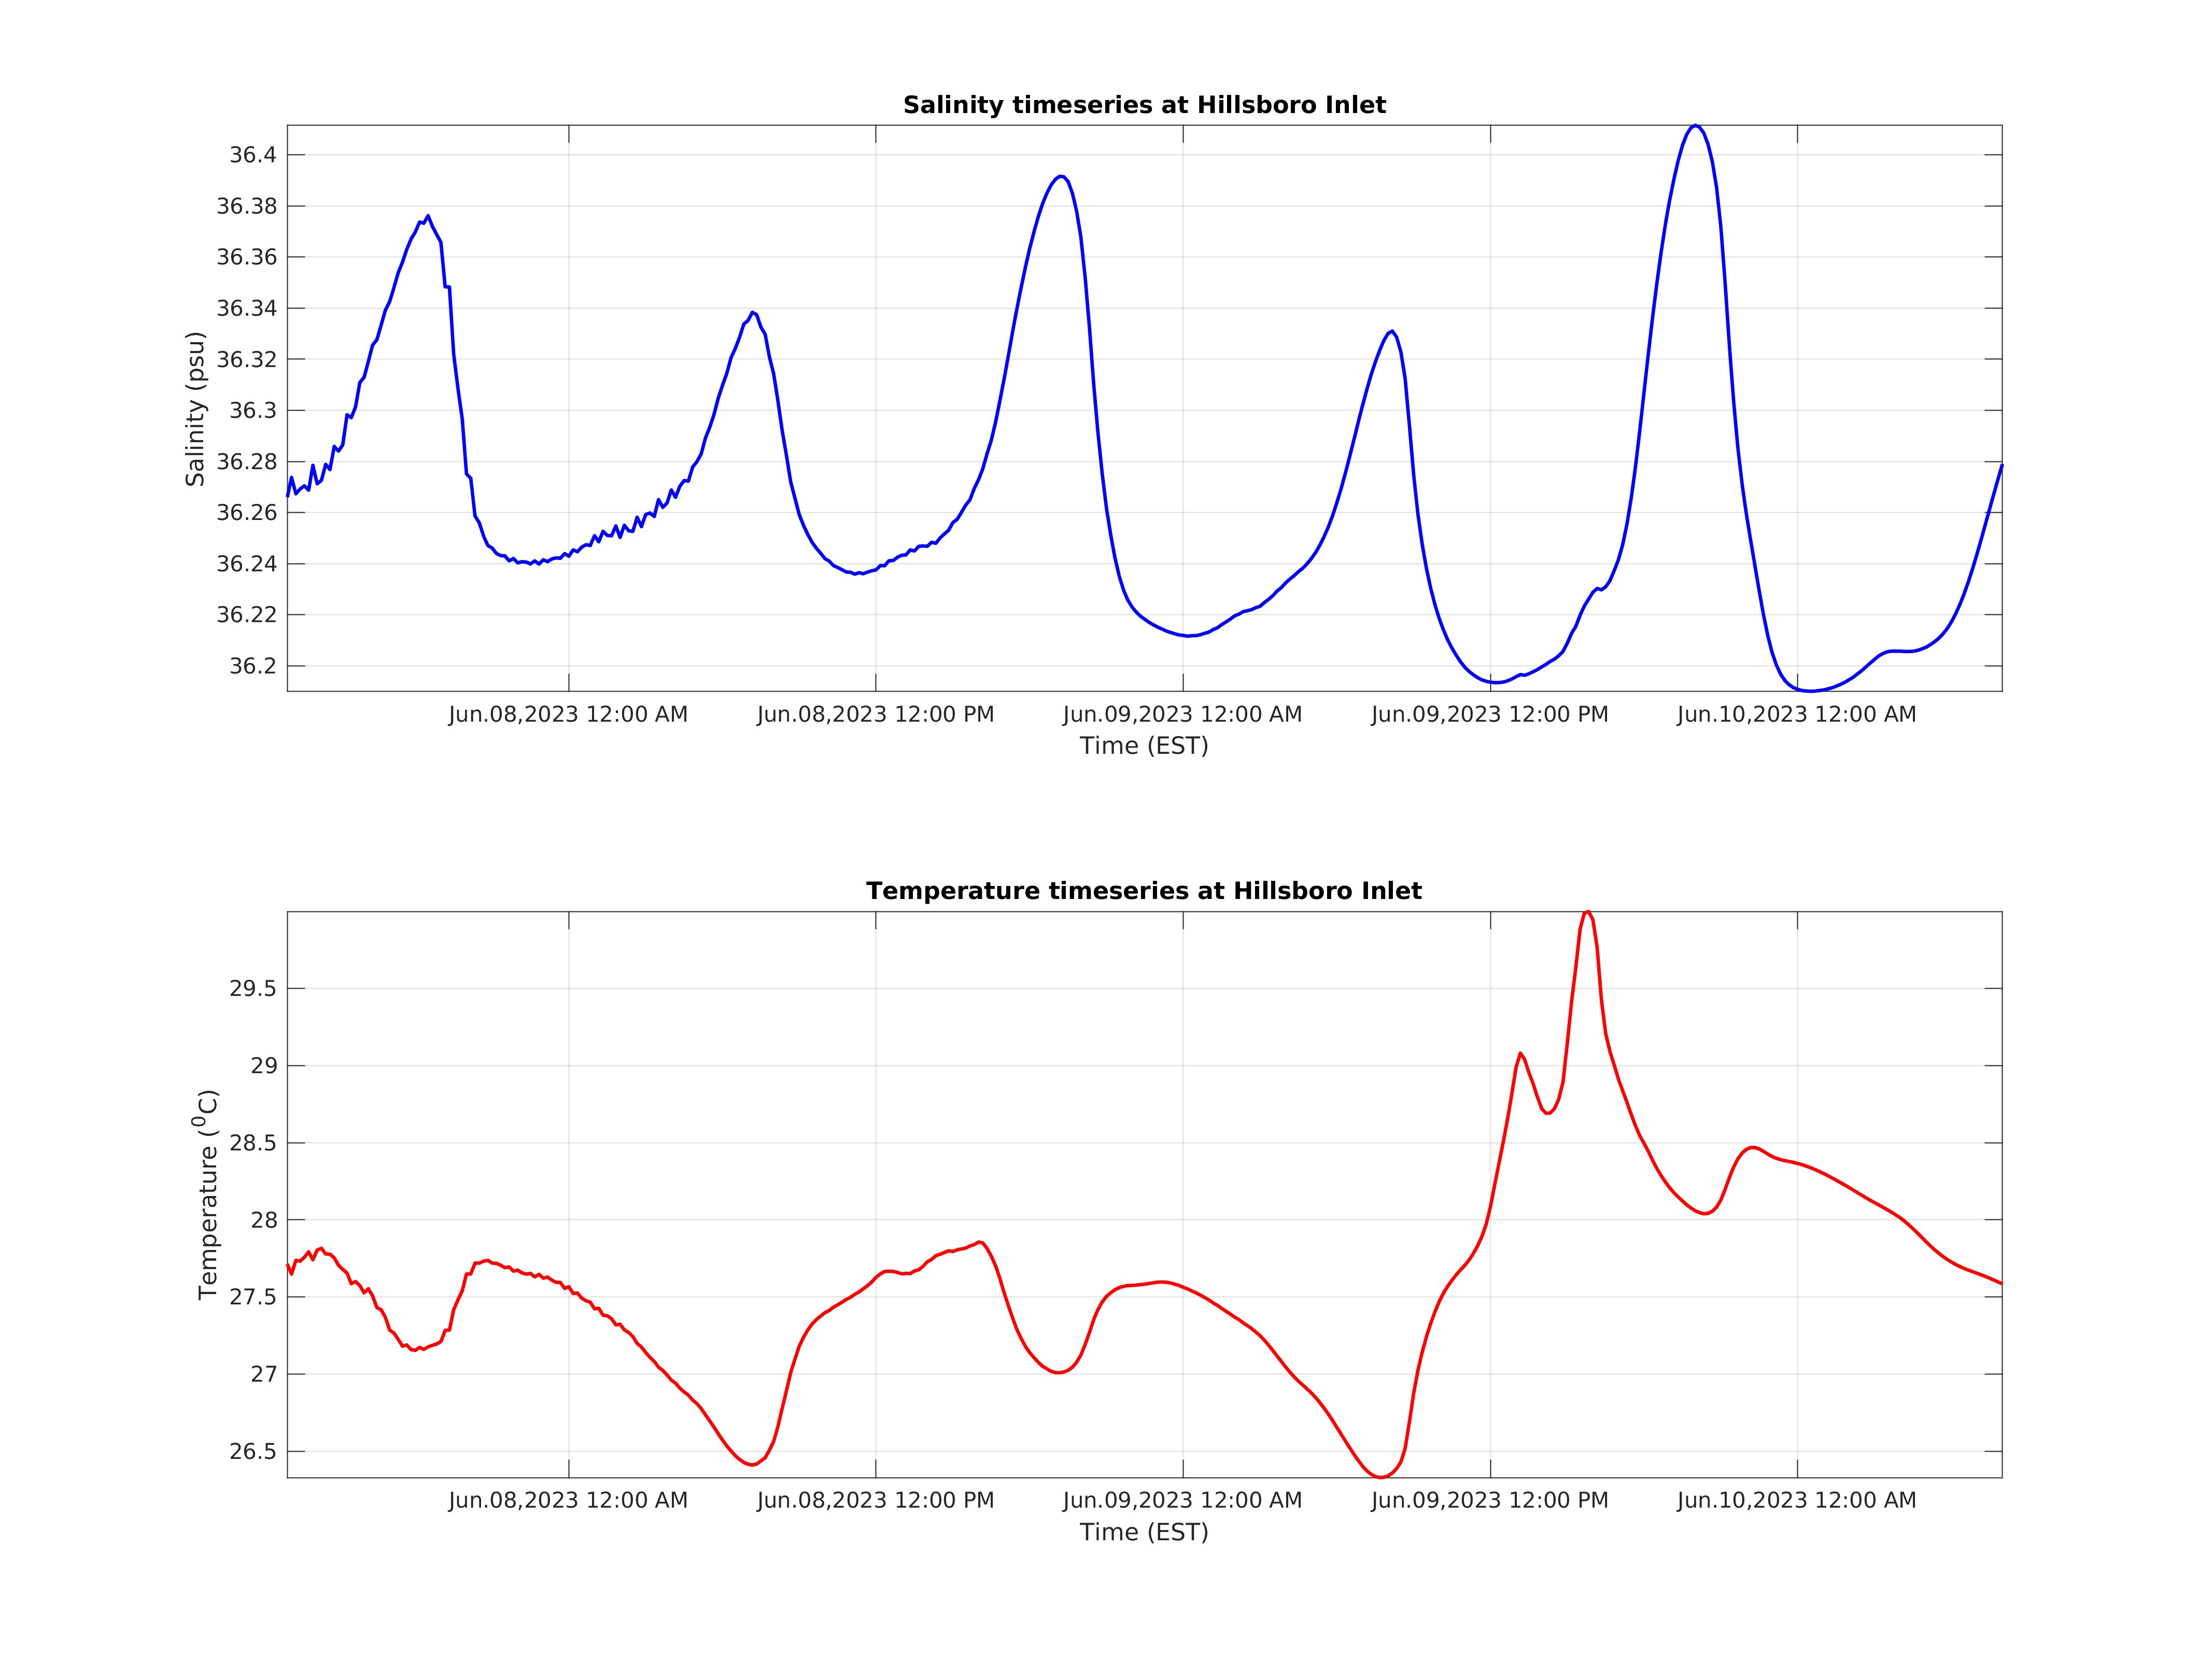 Salinity timeseries at Hillsboro Inlet
36.4
36.38
36.36
36.34
36.32
36.3
36.28
36.26
36.24
36.22
36.2
Salinity (psu)
Jun.08,2023 12:00 AM Jun.08,2023 12:00 PM Jun.09,2023 12:00 AM Jun.09,2023 12:00 PM Jun.10,2023 12:00 AM
Time (EST)
Temperature timeseries at Hillsboro Inlet
29.5
29
28.5
28
27.5
27
26.5
Temperature (⁰C)
Jun.08,2023 12:00 AM Jun.08,2023 12:00 PM Jun.09,2023 12:00 AM Jun.09,2023 12:00 PM Jun.10,2023 12:00 AM
Time (EST)